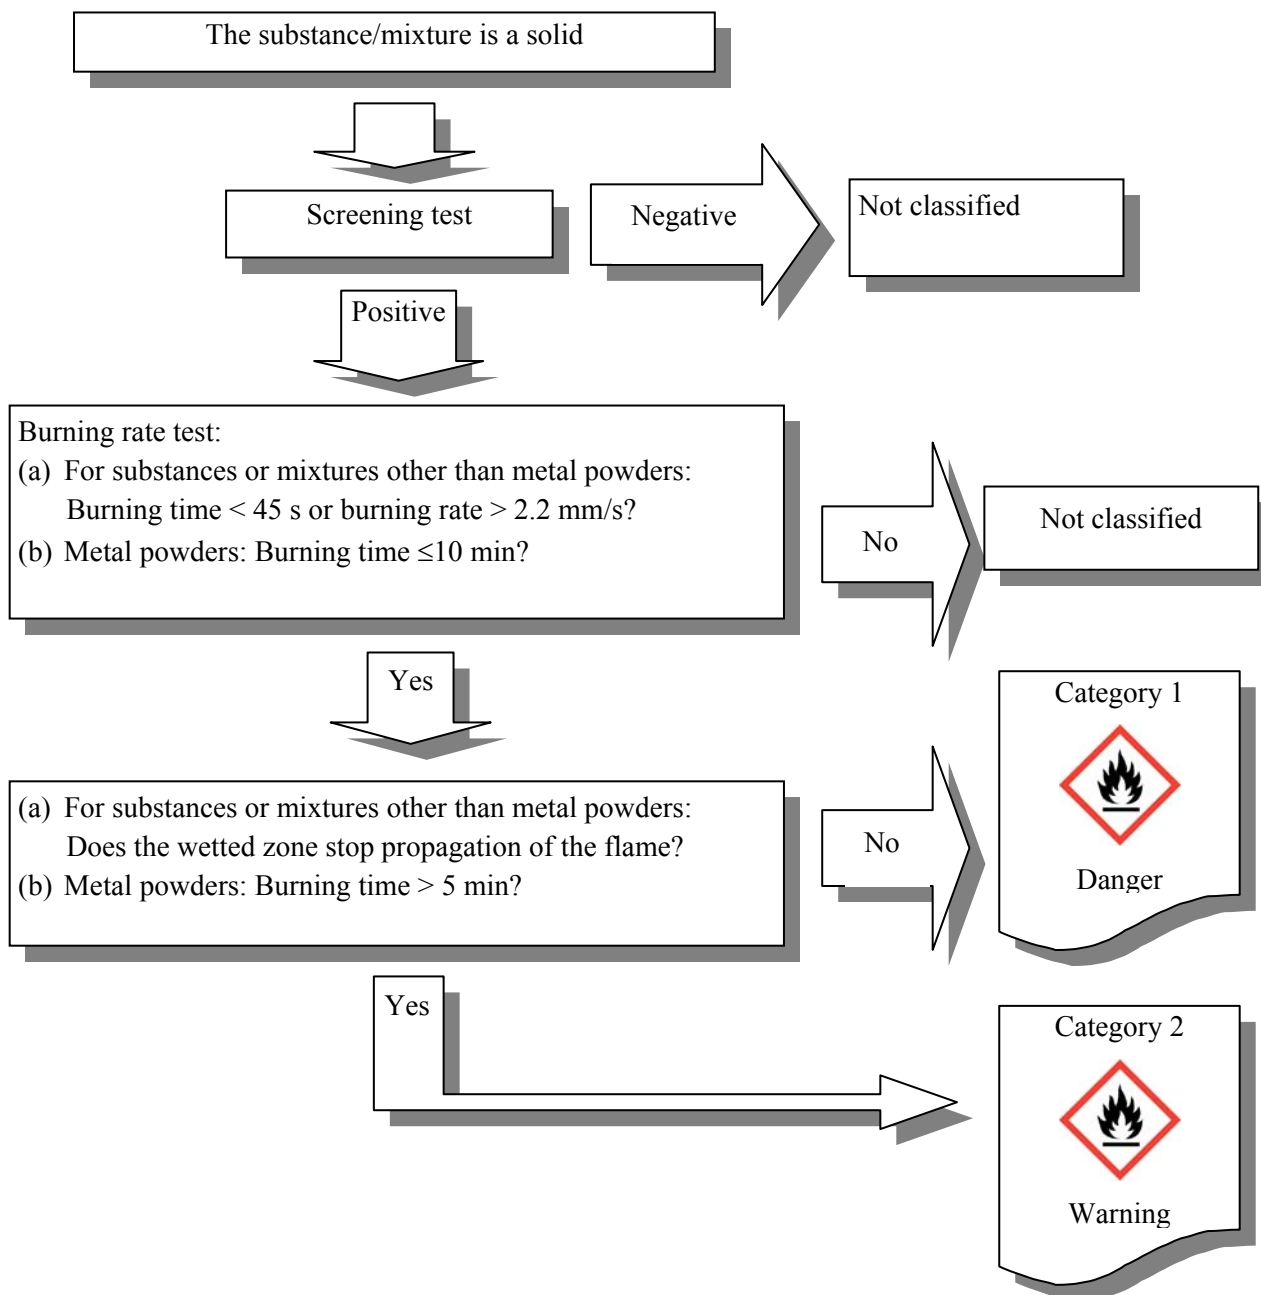 The substance/mixture is a solid
Screening test
Negative
Not classified
Positive
Burning rate test:
(a) For substances or mixtures other than metal powders:
Burning time < 45 s or burning rate > 2.2 mm/s?
(b) Metal powders: Burning time ≤10 min?
No
Not classified
Yes
Category 1
Danger
(a) For substances or mixtures other than metal powders:
Does the wetted zone stop propagation of the flame?
(b) Metal powders: Burning time > 5 min?
No
Yes
Category 2
Warning